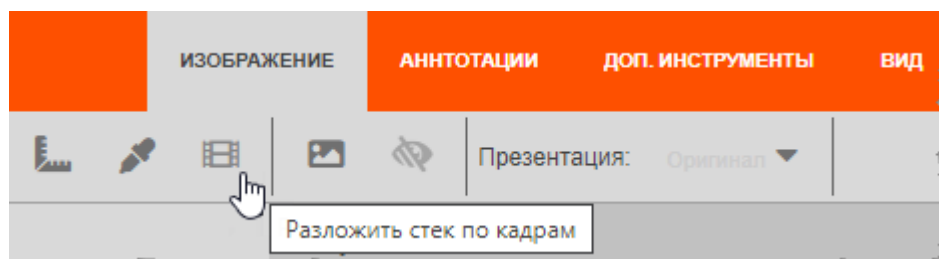 ИЗОБРАЖЕНИЕ АННТОТАЦИИ ДОП. ИНСТРУМЕНТЫ ВИД
Презентация: Оригинал
Разложить стек по кадрам